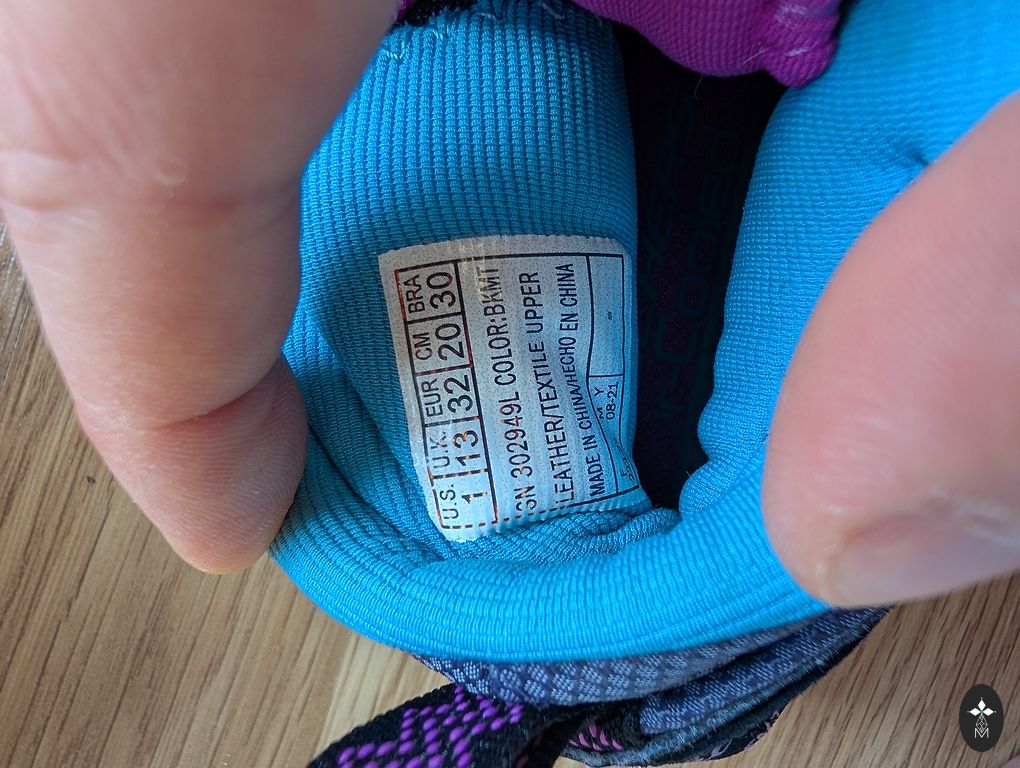 U.S. U.K. EUR CM BRA
1 13 32 20 30
SN 302949L COLOR:BKMT
LEATHER/TEXTILE UPPER
MADE IN CHINA/HECHO EN CHINA
M Y
08-21
Cooled
M